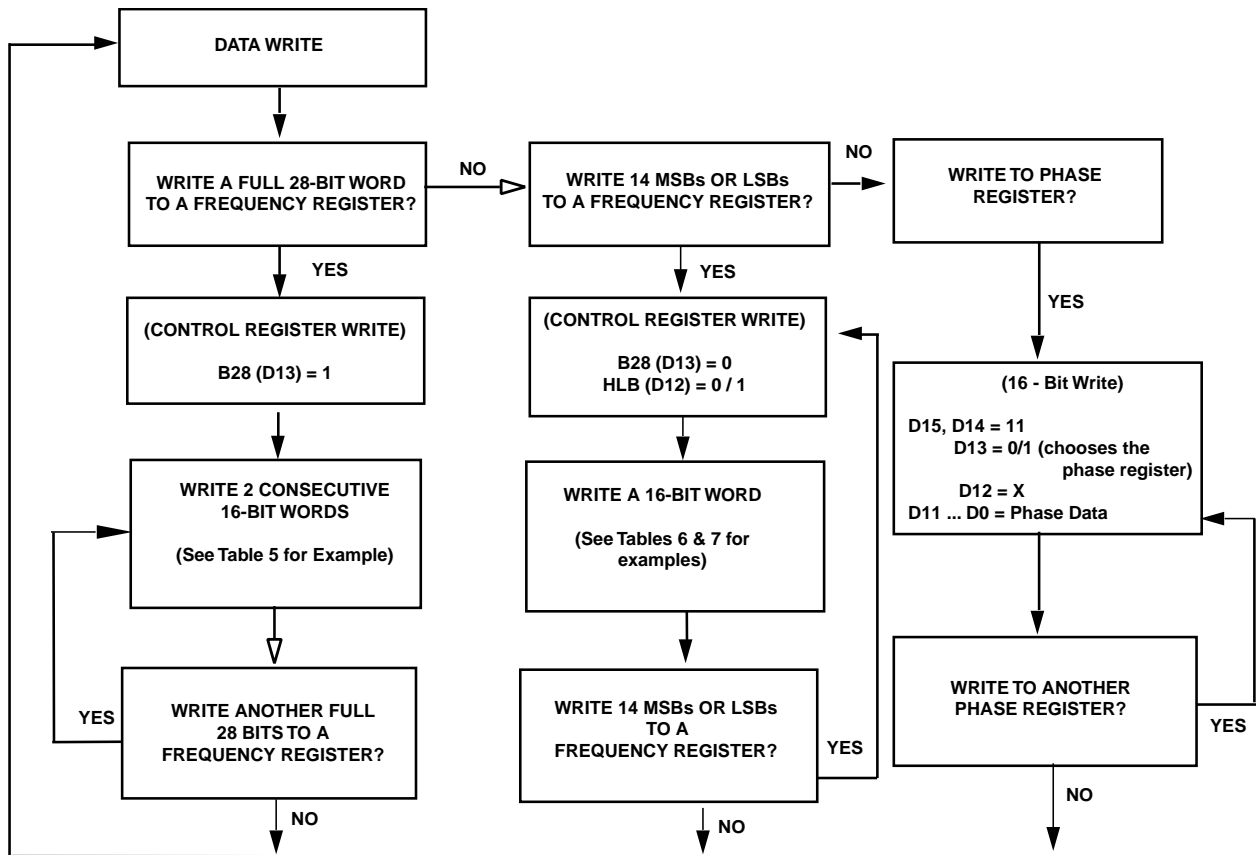 DATA WRITE
WRITE A FULL 28-BIT WORD
TO A FREQUENCY REGISTER?
NO
WRITE 14 MSBs OR LSBs
TO A FREQUENCY REGISTER?
NO
WRITE TO PHASE
REGISTER?
YES
YES
YES
(CONTROL REGISTER WRITE)
B28 (D13) = 1
(CONTROL REGISTER WRITE)
B28 (D13) = 0
HLB (D12) = 0 / 1
(16 - Bit Write)
D15, D14 = 11
D13 = 0/1 (chooses the
phase register)
D12 = X
D11 ... D0 = Phase Data
WRITE 2 CONSECUTIVE
16-BIT WORDS
(See Table 5 for Example)
WRITE A 16-BIT WORD
(See Tables 6 & 7 for
examples)
WRITE ANOTHER FULL
28 BITS TO A
FREQUENCY REGISTER?
YES
NO
WRITE 14 MSBs OR LSBs
TO A
FREQUENCY REGISTER?
YES
NO
WRITE TO ANOTHER
PHASE REGISTER?
YES
NO